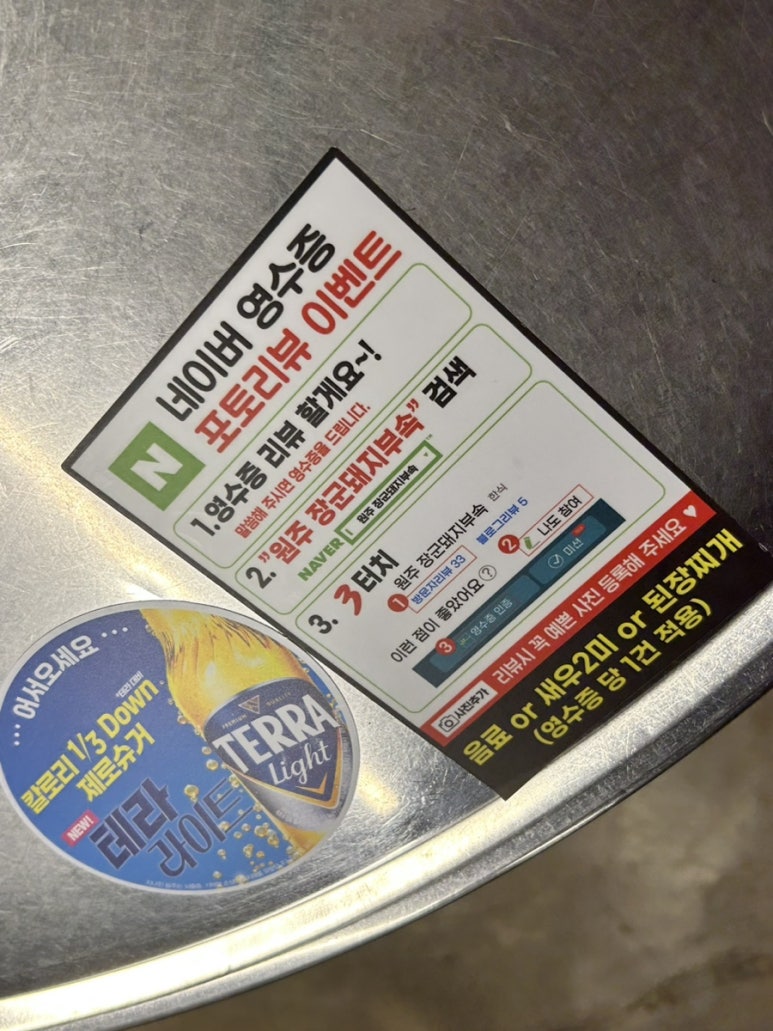 N
네이버 영수증
포토리뷰 이벤트
1.영수증 리뷰 할게요~!
말씀해 주시면 영수증을 드립니다.
2. "원주 장군돼지부속" 검색
NAVER 원주 장군돼지부속
3. 3터치
원주 장군돼지부속 한식
1 방문자리뷰 33 블로그리뷰 5
이런 점이 좋았어요 ? 2 나도 참여
3 영수증 인증 미션
사진추가 리뷰시 꼭 예쁜 사진 등록해 주세요 ♥
음료 or 새우2미 or 된장찌개
(영수증 당 1건 적용)
··· 어서오세요 ···
칼로리 1/3 Down
제로슈거
NEW!
테라
라이트
PREMIUM QUALITY
TERRA
Light